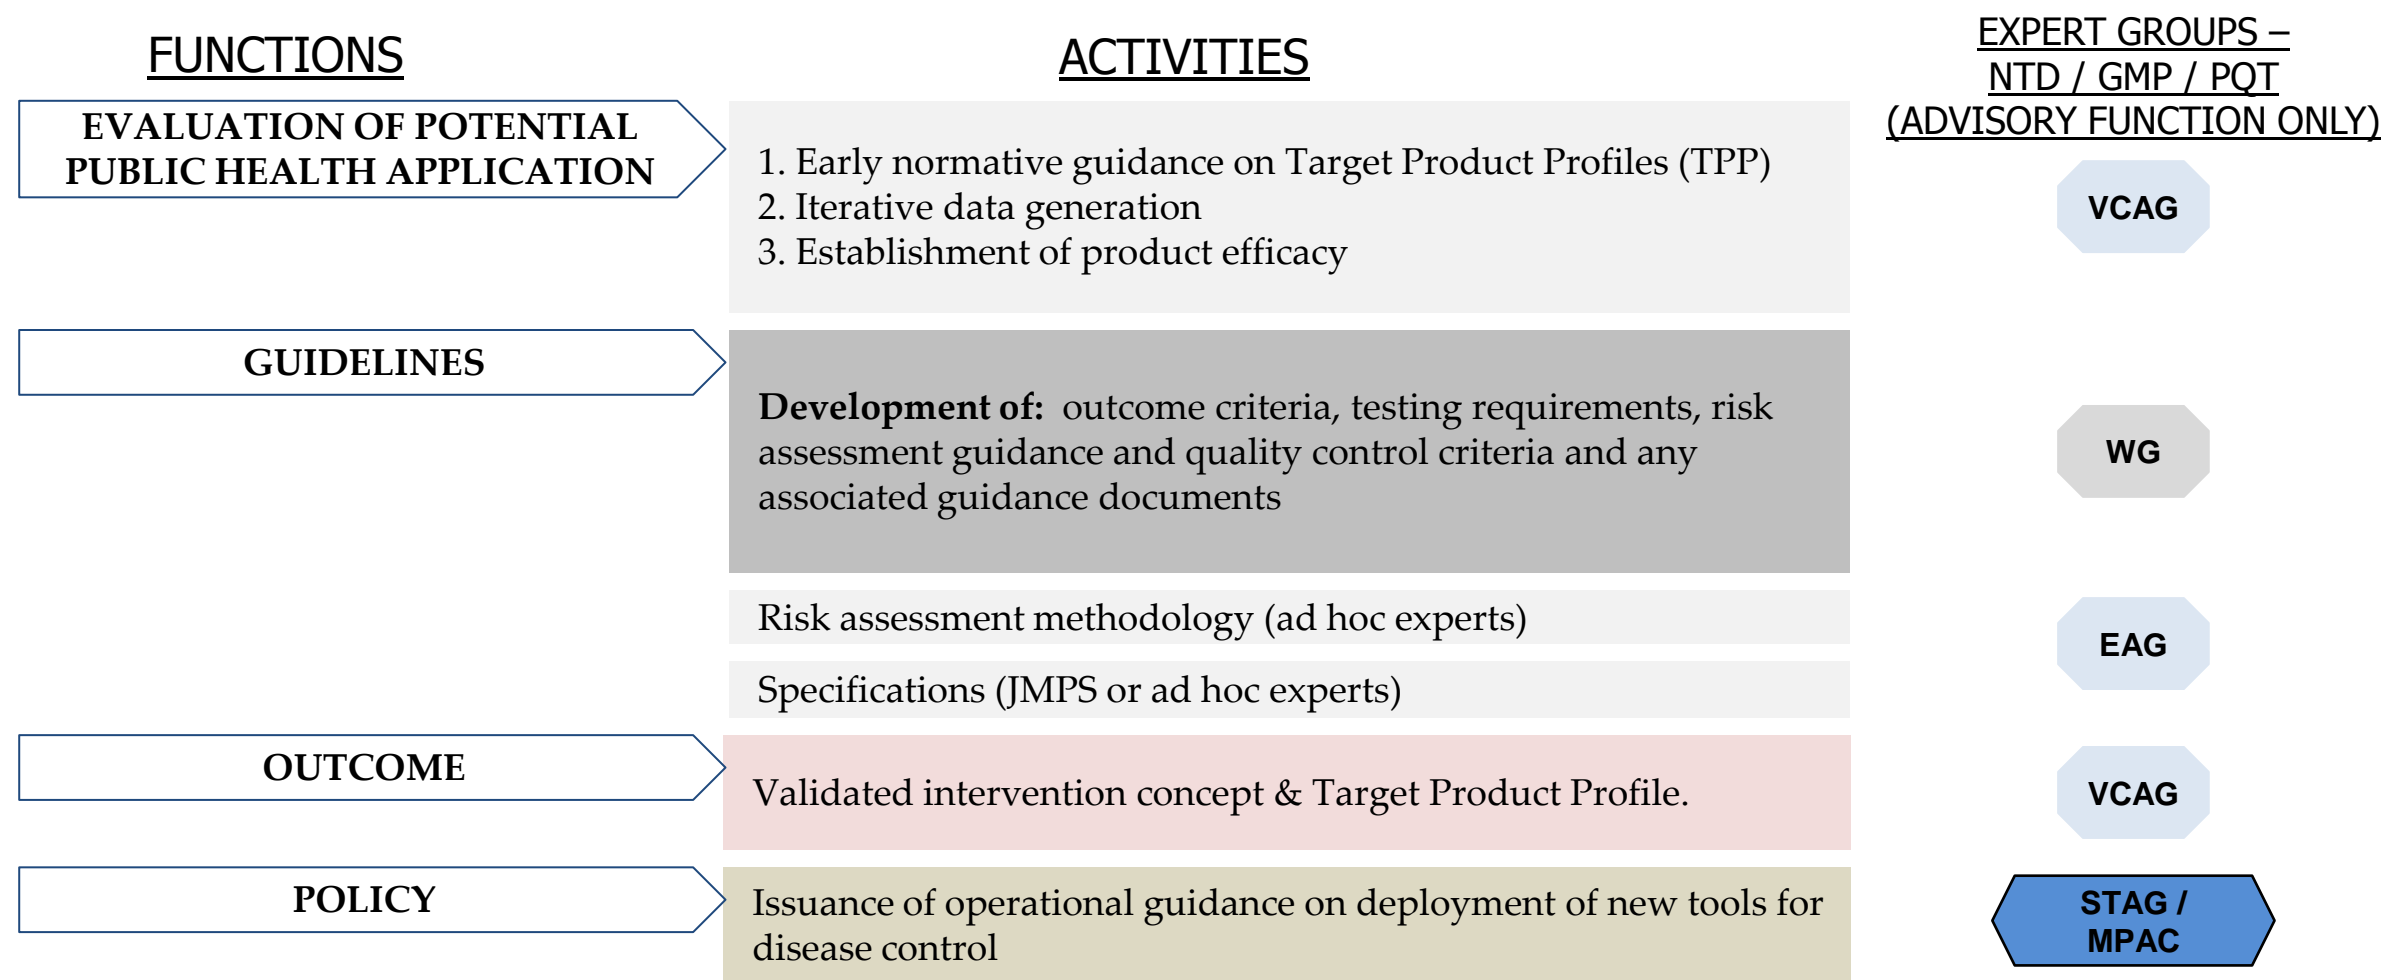 FUNCTIONS
ACTIVITIES
EXPERT GROUPS –
NTD / GMP / PQT
(ADVISORY FUNCTION ONLY)
EVALUATION OF POTENTIAL
PUBLIC HEALTH APPLICATION
1. Early normative guidance on Target Product Profiles (TPP)
2. Iterative data generation
3. Establishment of product efficacy
VCAG
GUIDELINES
Development of:  outcome criteria, testing requirements, risk
assessment guidance and quality control criteria and any
associated guidance documents
WG
Risk assessment methodology (ad hoc experts)
Specifications (JMPS or ad hoc experts)
EAG
OUTCOME
Validated intervention concept & Target Product Profile.
VCAG
POLICY
Issuance of operational guidance on deployment of new tools for
disease control
STAG /
MPAC